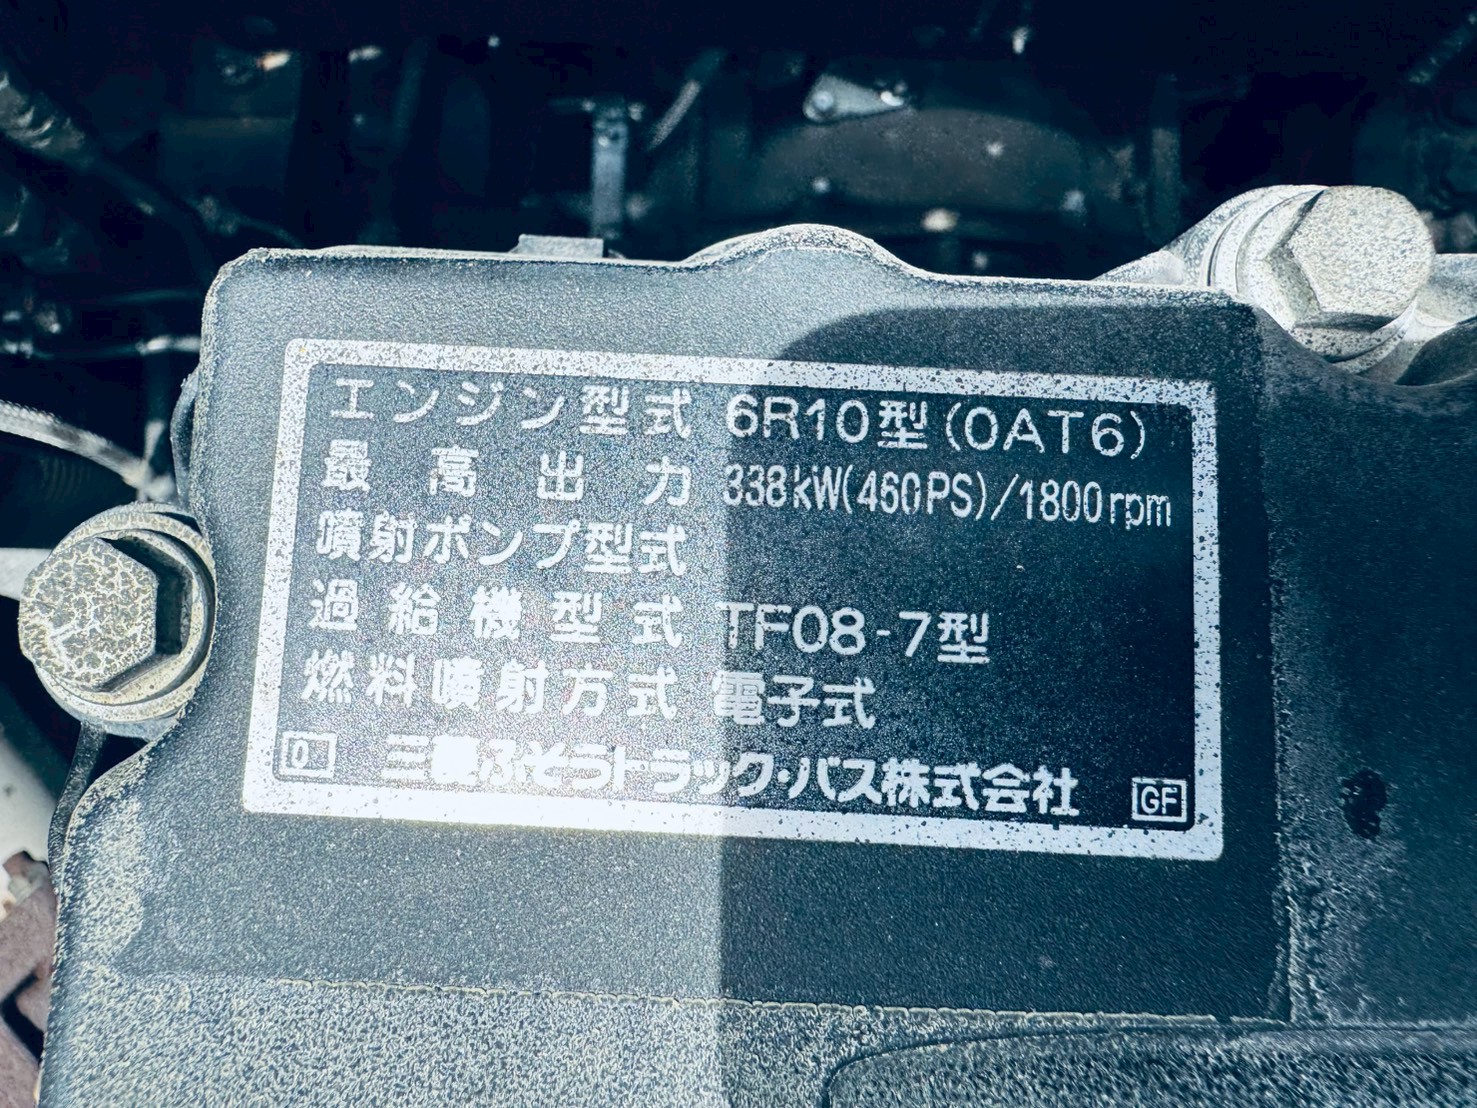 エンジン型式 6R10型(0AT6)
最高出力 338kW(460PS)/1800rpm
噴射ポンプ型式
過給機型式 TF08-7型
燃料噴射方式 電子式
0 三菱ふそうトラック・バス株式会社 GF